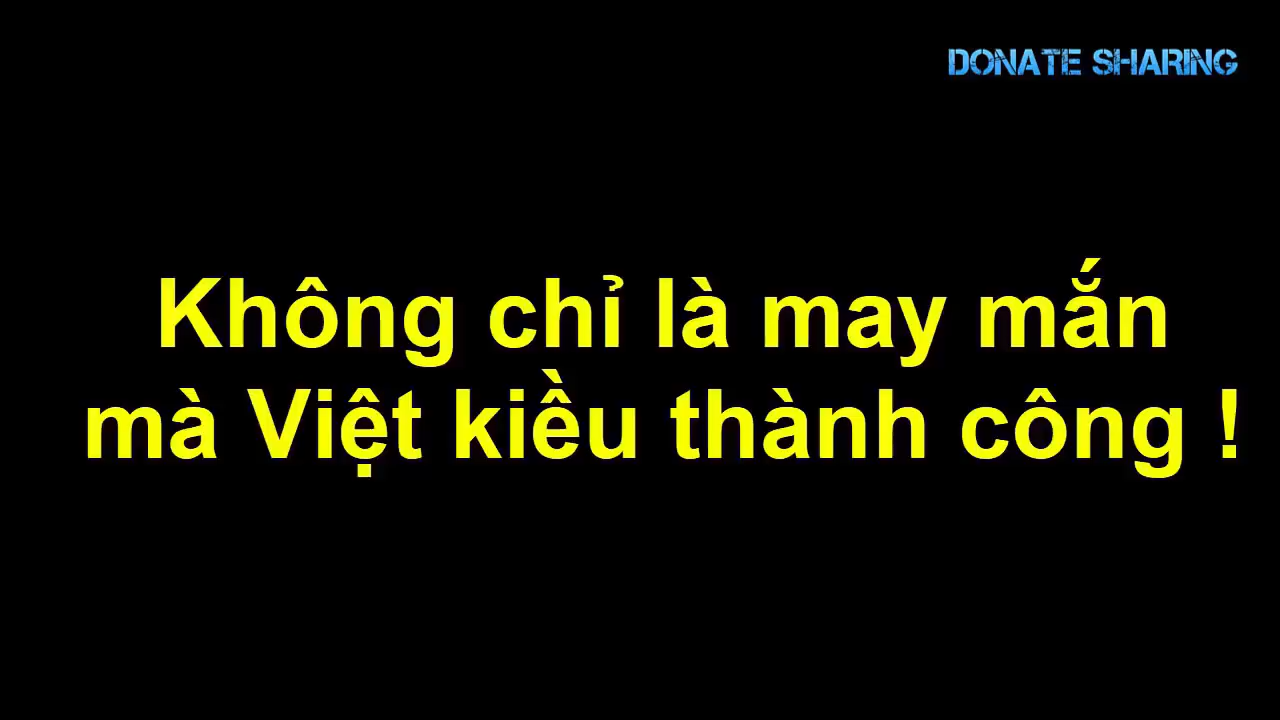 DONATE SHARING
Không chỉ là may mắn
mà Việt kiều thành công !